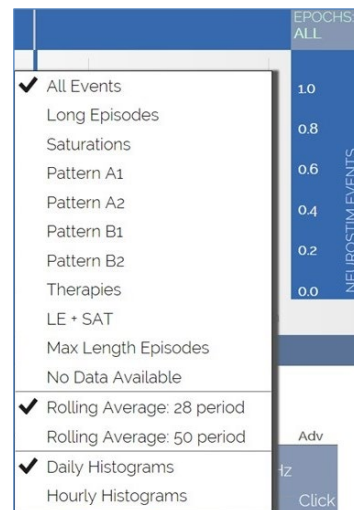 EPOCHS:
ALL
All Events
Long Episodes
Saturations
Pattern A1
Pattern A2
Pattern B1
Pattern B2
Therapies
LE + SAT
Max Length Episodes
No Data Available
Rolling Average: 28 period
Rolling Average: 50 period
Daily Histograms
Hourly Histograms
1.0
0.8
0.6
0.4
0.2
0.0
NEUROSTIM EVENTS
Adv
Hz
Click